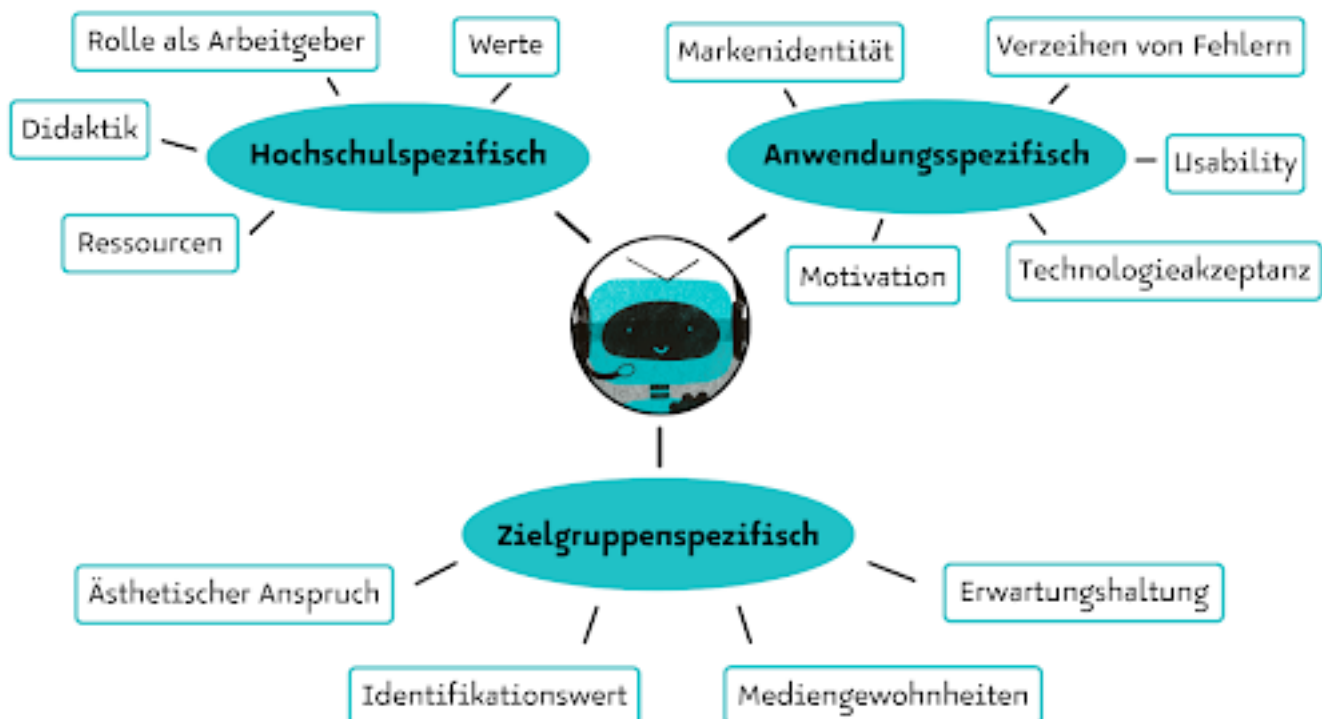 Rolle als Arbeitgeber
Werte
Didaktik
Hochschulspezifisch
Ressourcen
Markenidentität
Verzeihen von Fehlern
Anwendungsspezifisch
Usability
Motivation
Technologieakzeptanz
Zielgruppenspezifisch
Ästhetischer Anspruch
Erwartungshaltung
Identifikationswert
Mediengewohnheiten